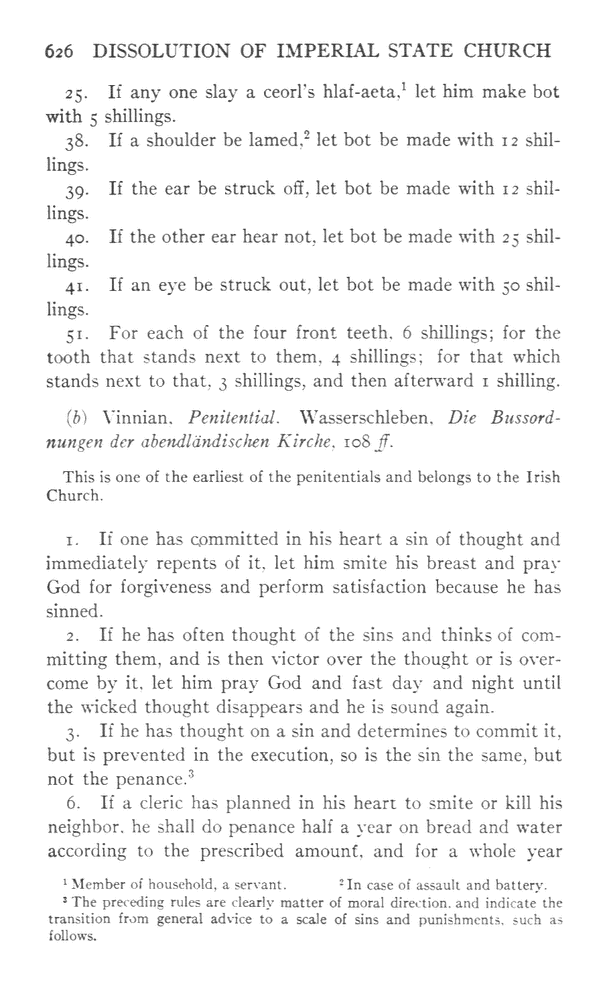 626 DISSOLUTION OF IMPERIAL STATE CHURCH
25. If any one slay a ceorl's hlaf-aeta,¹ let him make bot
with 5 shillings.
38. If a shoulder be lamed,² let bot be made with 12 shil-
lings.
39. If the ear be struck off, let bot be made with 12 shil-
lings.
40. If the other ear hear not, let bot be made with 25 shil-
lings.
41. If an eye be struck out, let bot be made with 50 shil-
lings.
51. For each of the four front teeth, 6 shillings; for the
tooth that stands next to them, 4 shillings; for that which
stands next to that, 3 shillings, and then afterward 1 shilling.
(b) Vinnian, Penitential. Wasserschleben, Die Bussord-
nungen der abendländischen Kirche, 108 ff.
This is one of the earliest of the penitentials and belongs to the Irish
Church.
1. If one has committed in his heart a sin of thought and
immediately repents of it, let him smite his breast and pray
God for forgiveness and perform satisfaction because he has
sinned.
2. If he has often thought of the sins and thinks of com-
mitting them, and is then victor over the thought or is over-
come by it, let him pray God and fast day and night until
the wicked thought disappears and he is sound again.
3. If he has thought on a sin and determines to commit it,
but is prevented in the execution, so is the sin the same, but
not the penance.³
6. If a cleric has planned in his heart to smite or kill his
neighbor, he shall do penance half a year on bread and water
according to the prescribed amount, and for a whole year
¹ Member of household, a servant. ² In case of assault and battery.
³ The preceding rules are clearly matter of moral direction, and indicate the
transition from general advice to a scale of sins and punishments, such as
follows.